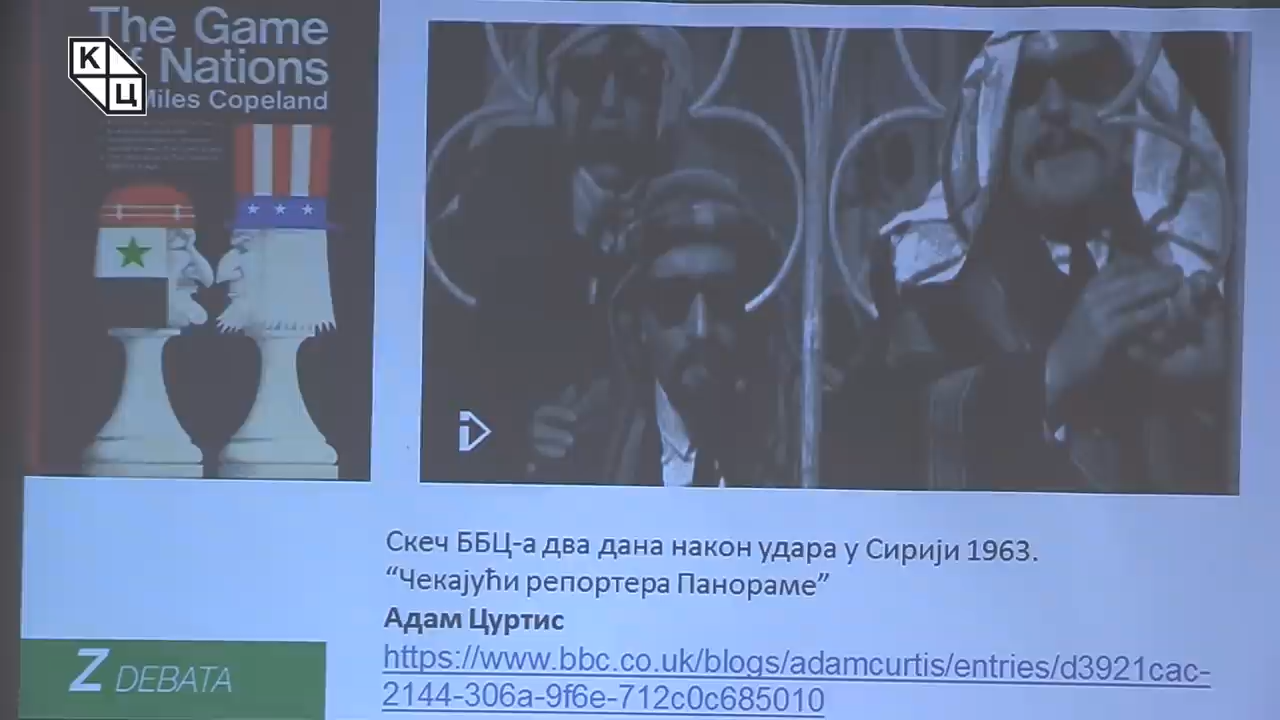 The Game
of Nations
Miles Copeland
К
Ц
Скеч ББЦ-а два дана након удара у Сирији 1963.
“Чекајући репортера Панораме”
Адам Цуртис
https://www.bbc.co.uk/blogs/adamcurtis/entries/d3921cac-
2144-306a-9f6e-712c0c685010
Z DEBATA